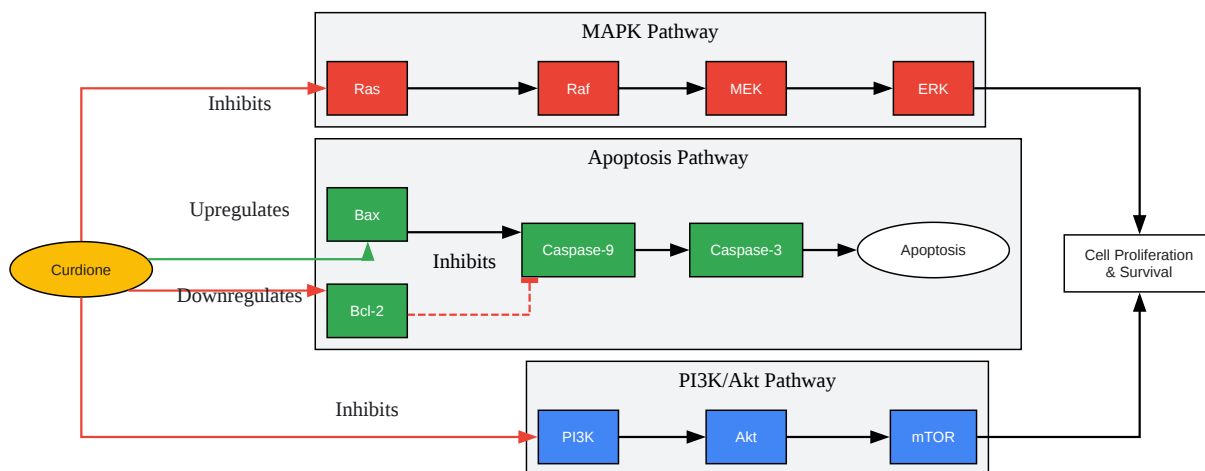 MAPK Pathway
Ras
Raf
MEK
ERK
Inhibits
Apoptosis Pathway
Upregulates
Bax
Caspase-9
Caspase-3
Apoptosis
Inhibits
Curdione
Cell Proliferation
& Survival
Downregulates
Bcl-2
PI3K/Akt Pathway
Inhibits
PI3K
Akt
mTOR